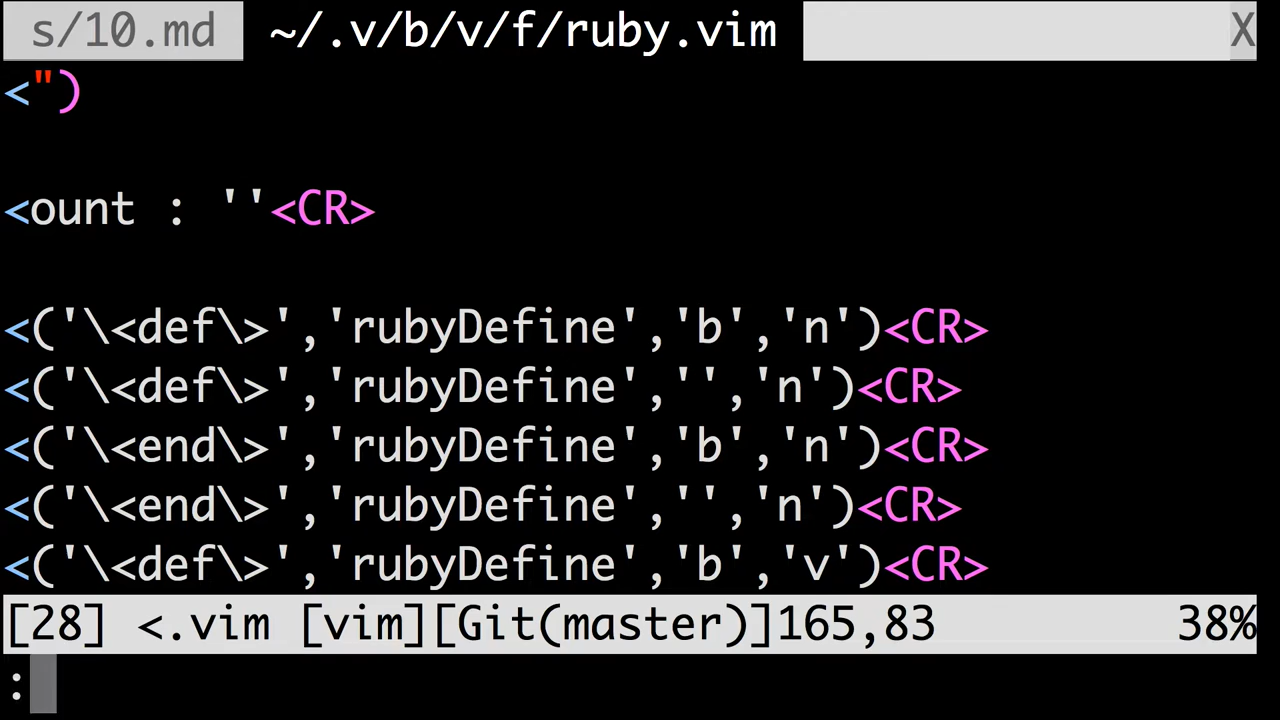 s/10.md ~/.v/b/v/f/ruby.vim X
<")
<ount : ''<CR>
<('\<def\>','rubyDefine','b','n')<CR>
<('\<def\>','rubyDefine','','n')<CR>
<('\<end\>','rubyDefine','b','n')<CR>
<('\<end\>','rubyDefine','','n')<CR>
<('\<def\>','rubyDefine','b','v')<CR>
[28] <.vim [vim][Git(master)]165,83 38%
: